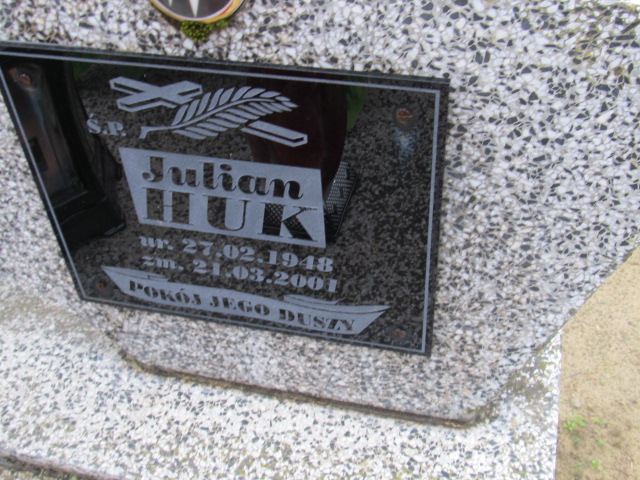 Ś.P.
Julian
HUK
ur. 27.02.1948
zm. 21.03.2001
POKÓJ JEGO DUSZY